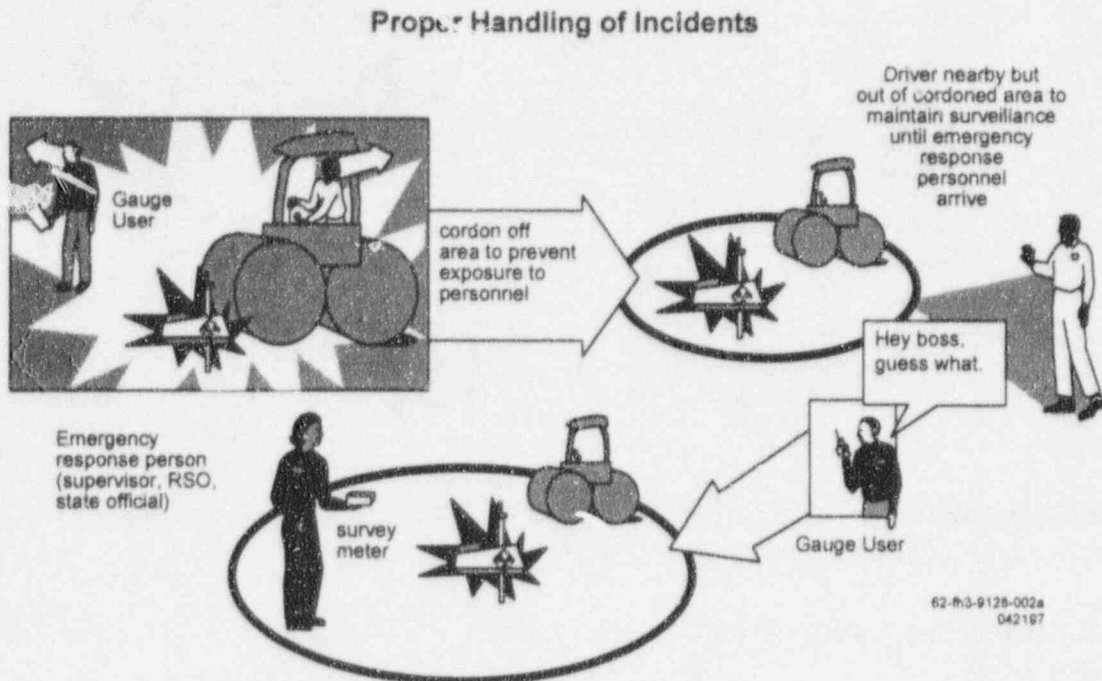 Proper Handling of Incidents
Driver nearby but
out of cordoned area to
maintain surveillance
until emergency
response
personnel
arrive
Gauge
User
cordon off
area to prevent
exposure to
personnel
Hey boss,
guess what.
Emergency
response person
(supervisor, RSO,
state official)
survey
meter
Gauge User
62-fh3-9126-002a
042197